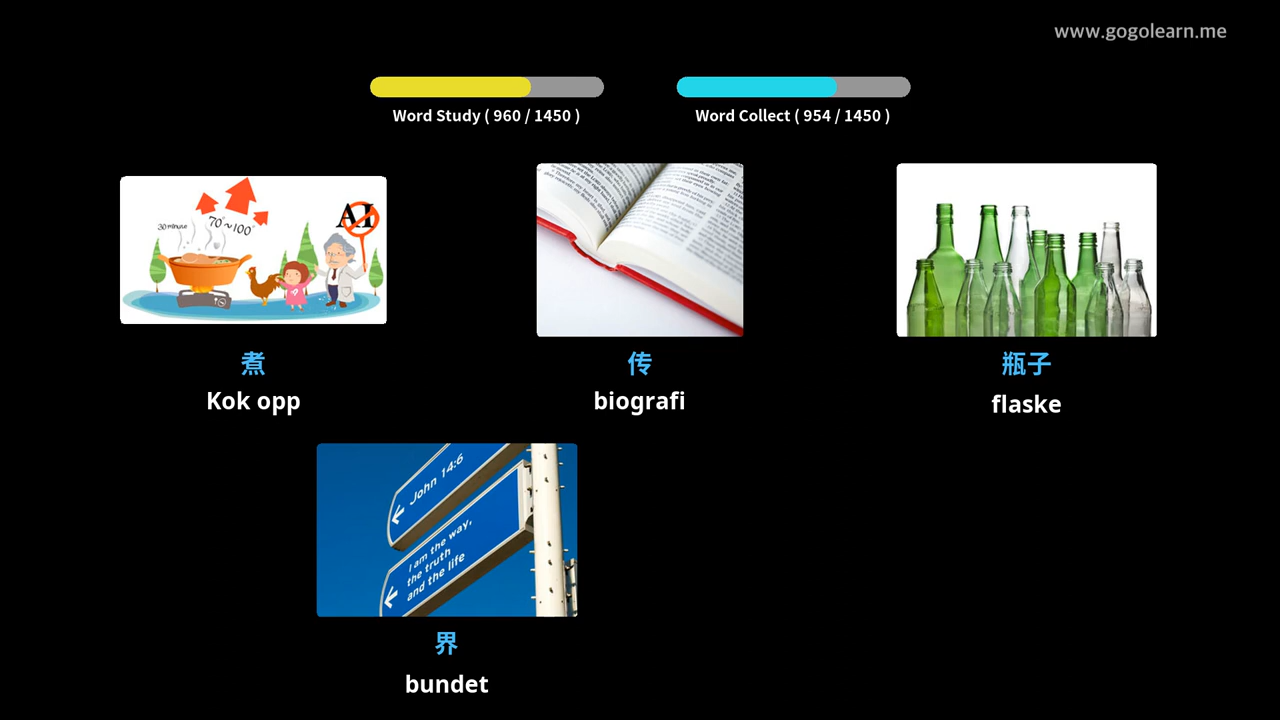 www.gogolearn.me
Word Study ( 960 / 1450 )
Word Collect ( 954 / 1450 )
30 minute
70°~100°
AI
煮
Kok opp
传
biografi
瓶子
flaske
John 14:6
I am the way,
the truth
and the life
界
bundet